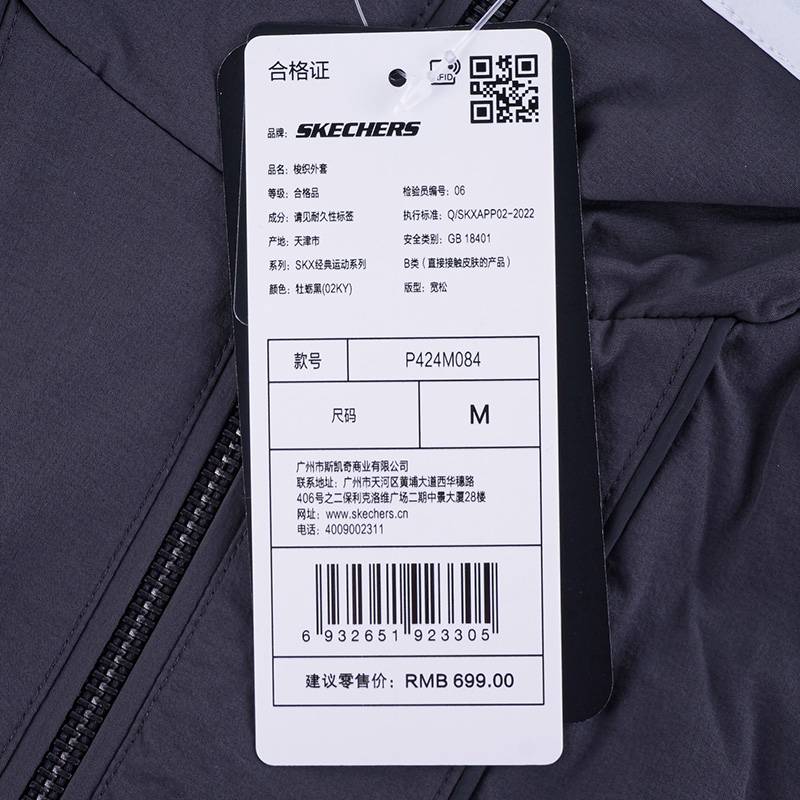 合格证
RFID
品牌: SKECHERS
品名: 梭织外套
等级: 合格品 检验员编号: 06
成分: 请见耐久性标签 执行标准: Q/SKXAPP02-2022
产地: 天津市 安全类别: GB 18401
系列: SKX经典运动系列 B类 (直接接触皮肤的产品)
颜色: 牡蛎黑(02KY) 版型: 宽松
款号 P424M084
尺码 M
广州市斯凯奇商业有限公司
联系地址: 广州市天河区黄埔大道西华穗路
406号之二保利克洛维广场二期中景大厦28楼
网址: www.skechers.cn
电话: 4009002311
6 932651 923305
建议零售价: RMB 699.00